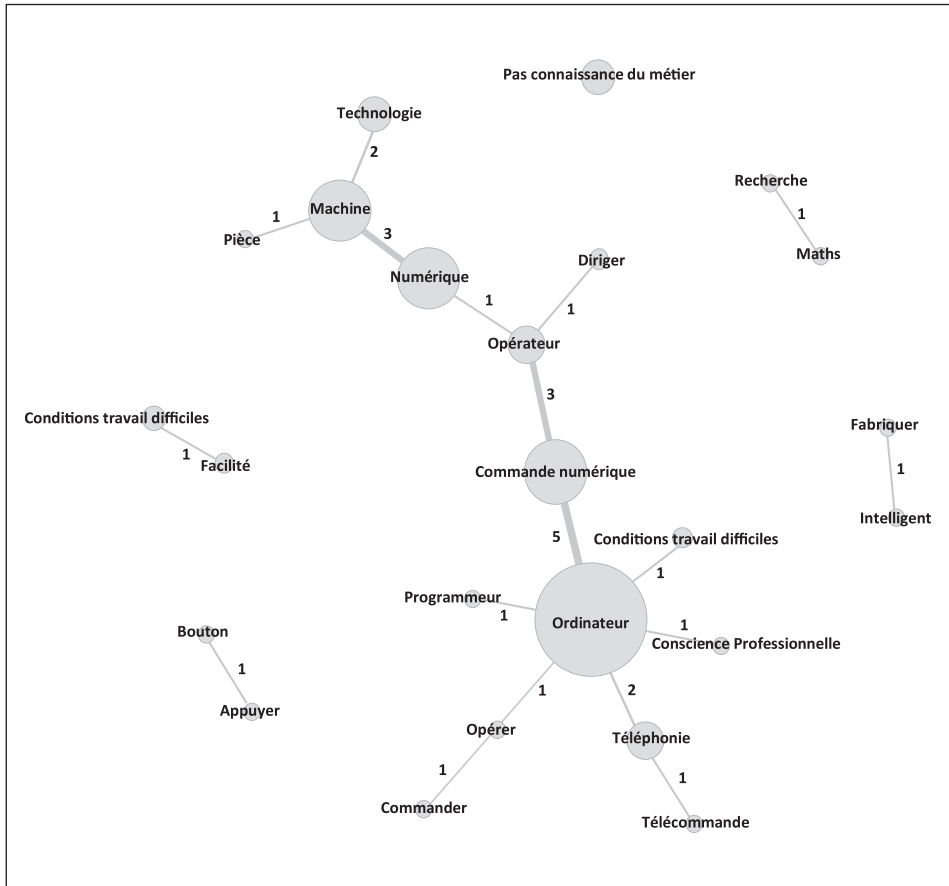 Pas connaissance du métier
Technologie
2
Recherche
Machine
1
1
3
Pièce
Maths
Diriger
Numérique
1
1
Opérateur
3
Conditions travail difficiles
Fabriquer
1
Facilité
1
Commande numérique
Intelligent
5
Conditions travail difficiles
1
Programmeur
1
Ordinateur
1
Conscience Professionnelle
Bouton
1
1
2
Appuyer
Opérer
Téléphonie
1
1
Commander
Télécommande